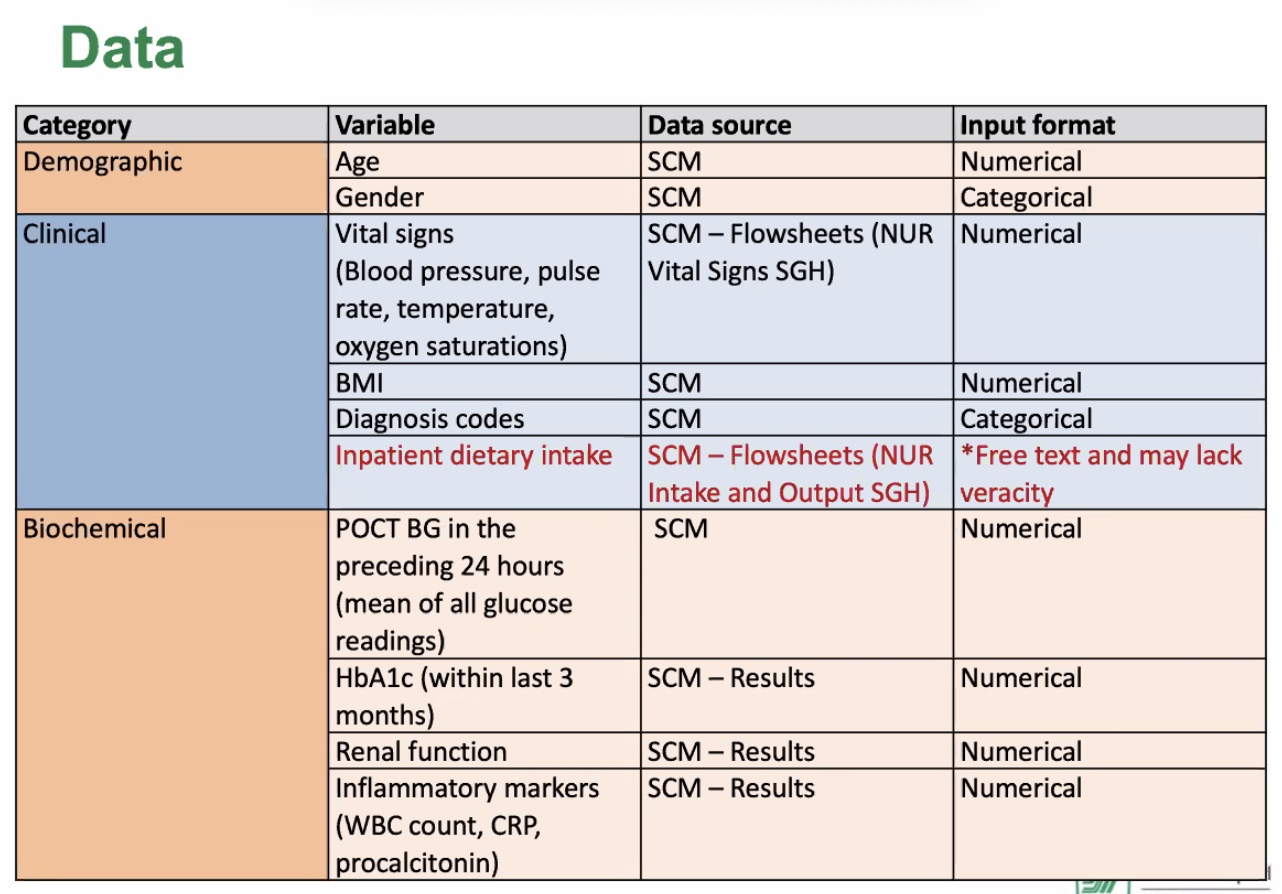 Data
Category Variable Data source Input format
Demographic Age SCM Numerical
Gender SCM Categorical
Clinical Vital signs SCM – Flowsheets (NUR Numerical
(Blood pressure, pulse Vital Signs SGH)
rate, temperature,
oxygen saturations)
BMI SCM Numerical
Diagnosis codes SCM Categorical
Inpatient dietary intake SCM – Flowsheets (NUR *Free text and may lack
Intake and Output SGH) veracity
Biochemical POCT BG in the SCM Numerical
preceding 24 hours
(mean of all glucose
readings)
HbA1c (within last 3 SCM – Results Numerical
months)
Renal function SCM – Results Numerical
Inflammatory markers SCM – Results Numerical
(WBC count, CRP,
procalcitonin)